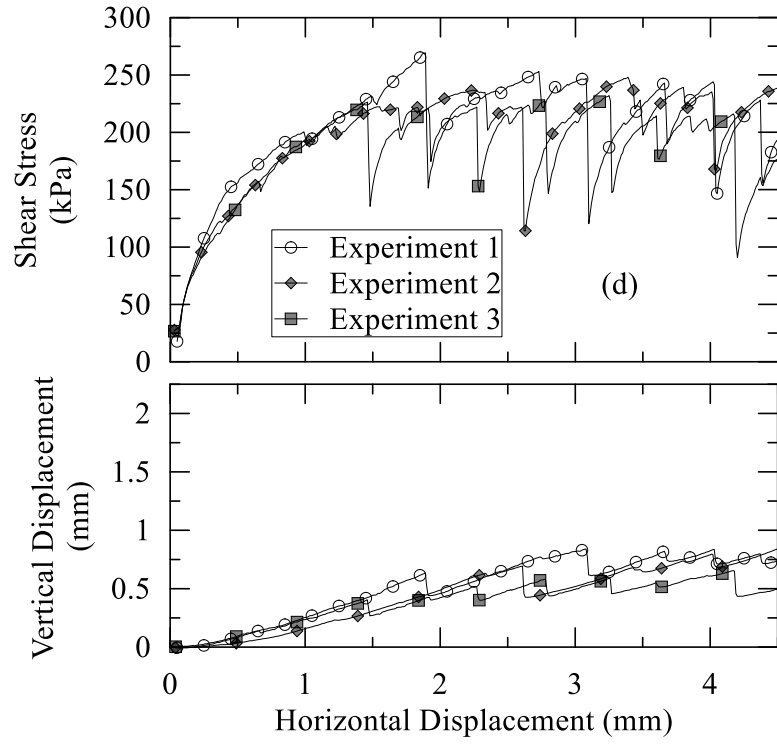 300
250
200
150
100
50
0
Shear Stress
(kPa)
Experiment 1
Experiment 2
Experiment 3
(d)
2
1.5
1
0.5
0
Vertical Displacement
(mm)
0 1 2 3 4
Horizontal Displacement (mm)